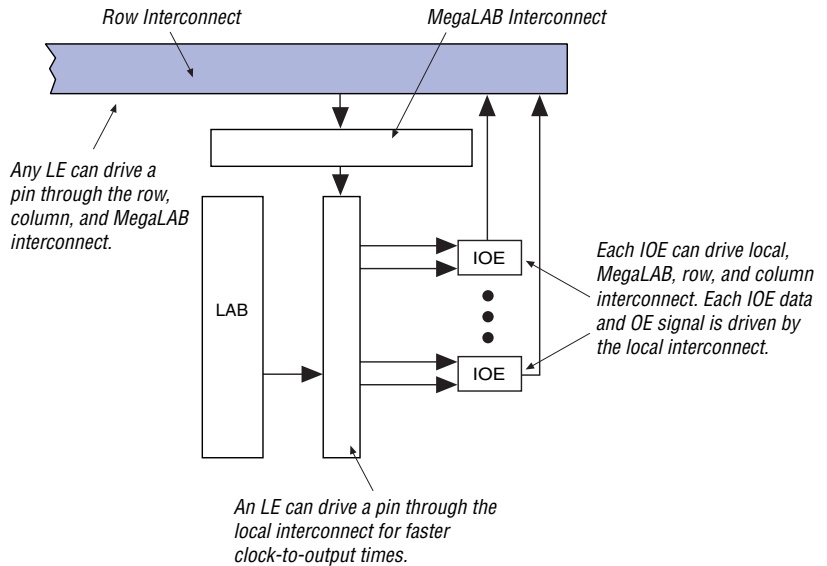 Row Interconnect
MegaLAB Interconnect
Any LE can drive a
pin through the row,
column, and MegaLAB
interconnect.
LAB
IOE
IOE
Each IOE can drive local,
MegaLAB, row, and column
interconnect. Each IOE data
and OE signal is driven by
the local interconnect.
An LE can drive a pin through the
local interconnect for faster
clock-to-output times.